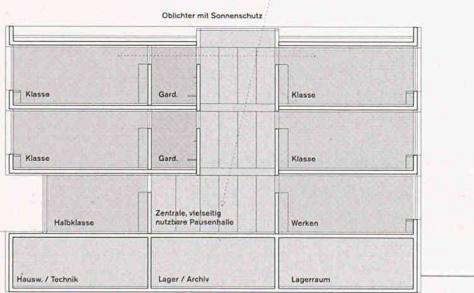 Oblichter mit Sonnenschutz
Klasse
Gard.
Klasse
Klasse
Gard.
Klasse
Halbklasse
Zentrale, vielseitig
nutzbare Pausenhalle
Werken
Hausw. / Technik
Lager / Archiv
Lagerraum